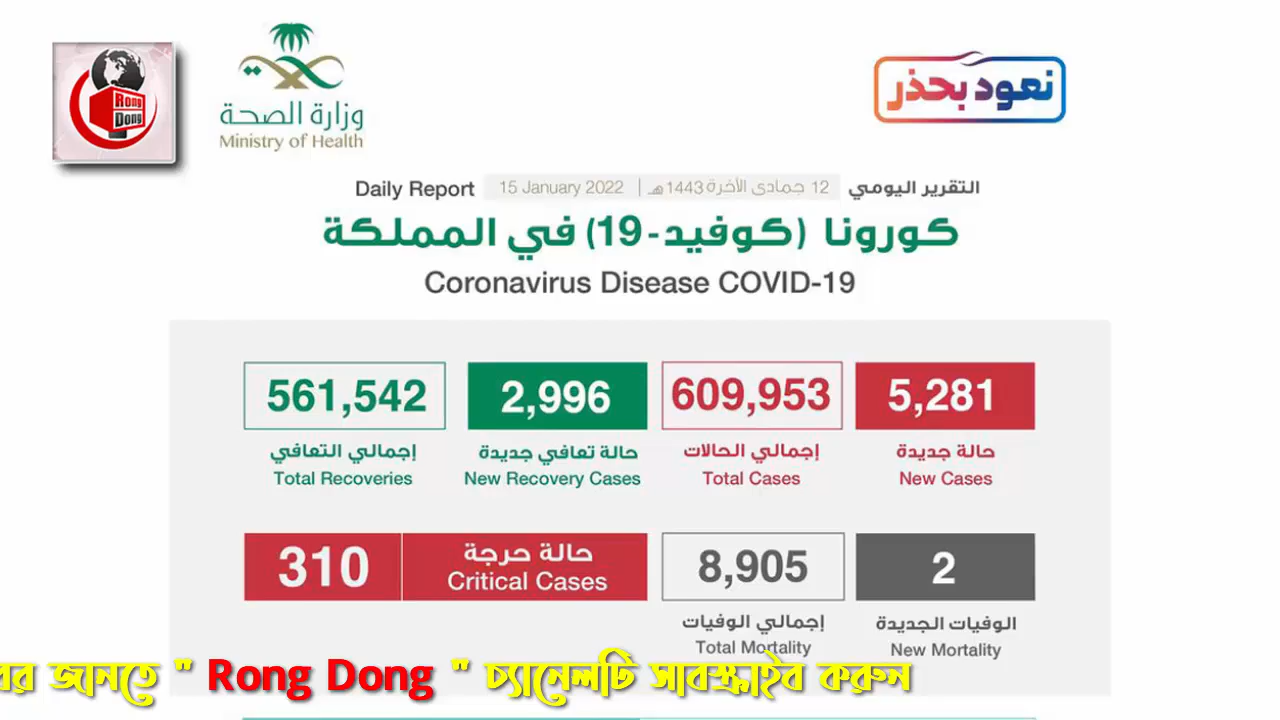 Rong
Dong
وزارة الصحة
Ministry of Health
نعود بحذر
Daily Report 15 January 2022 | 12 جمادى الآخرة 1443هـ التقرير اليومي
كورونا (كوفيد-19) في المملكة
Coronavirus Disease COVID-19
561,542 2,996 609,953 5,281
إجمالي التعافي حالة تعافي جديدة إجمالي الحالات حالة جديدة
Total Recoveries New Recovery Cases Total Cases New Cases
310 حالة حرجة 8,905 2
Critical Cases
إجمالي الوفيات الوفيات الجديدة
Total Mortality New Mortality
জানতে " Rong Dong " চ্যানেলটি সাবস্ক্রাইব করুন